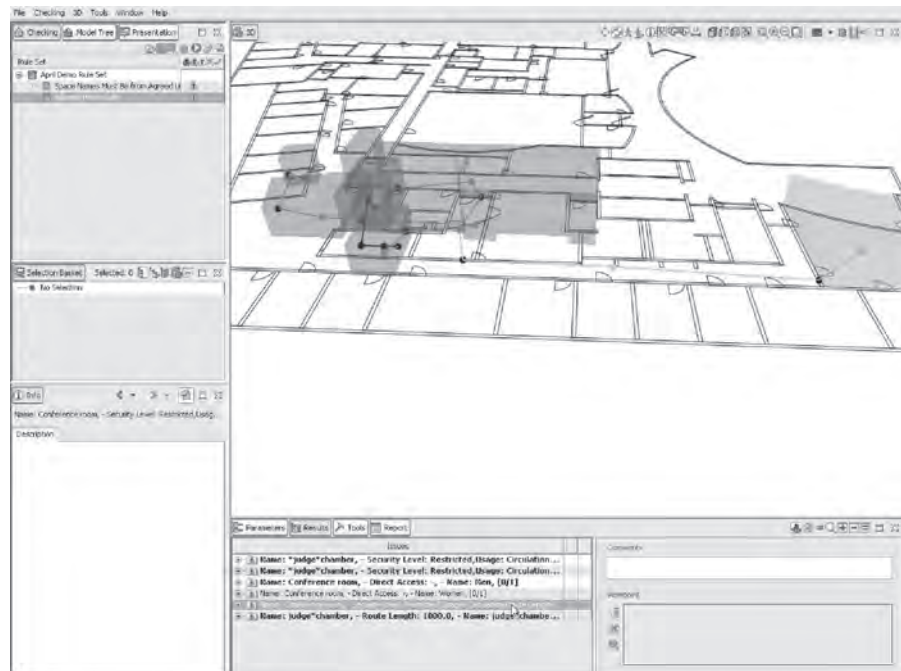 File Checking 3D Tools Window Help
Checking Model Tree Presentation
3D
Rule Set
April Demo Rule Set
Space Names Must Be from Agreed Li
Selection Basket Selected: 0
No Selection
Info
Name: Conference room, - Security Level: Restricted,Usag...
Description
Parameters Results Tools Report
Issues
Name: *judge*chamber, - Security Level: Restricted,Usage: Circulation...
Name: *judge*chamber, - Security Level: Restricted,Usage: Circulation...
Name: Conference room, - Direct Access: -, - Name: Men, [0/1]
Name: Conference room, - Direct Access: -, - Name: Women, [0/1]
Name: judge*chamber, - Route Length: 1000.0, - Name: judge*chambe...
Comments
Viewpoint